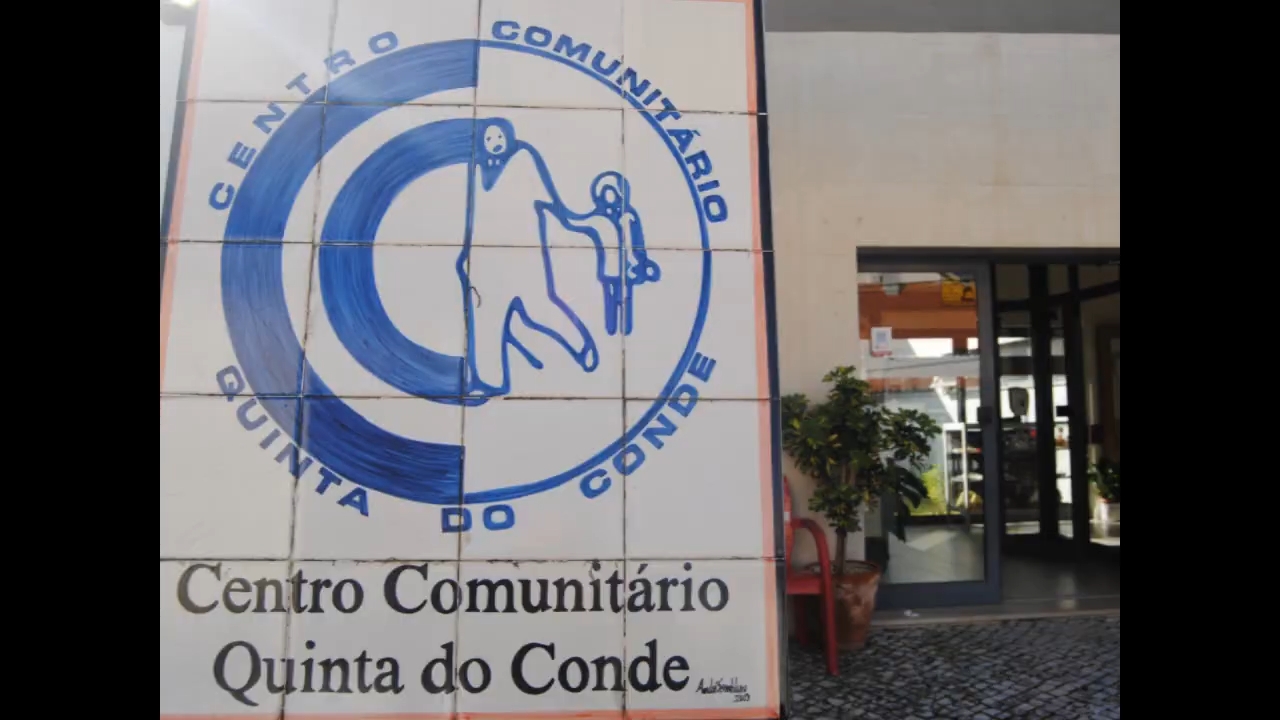 CENTRO COMUNITÁRIO
QUINTA DO CONDE
Centro Comunitário
Quinta do Conde